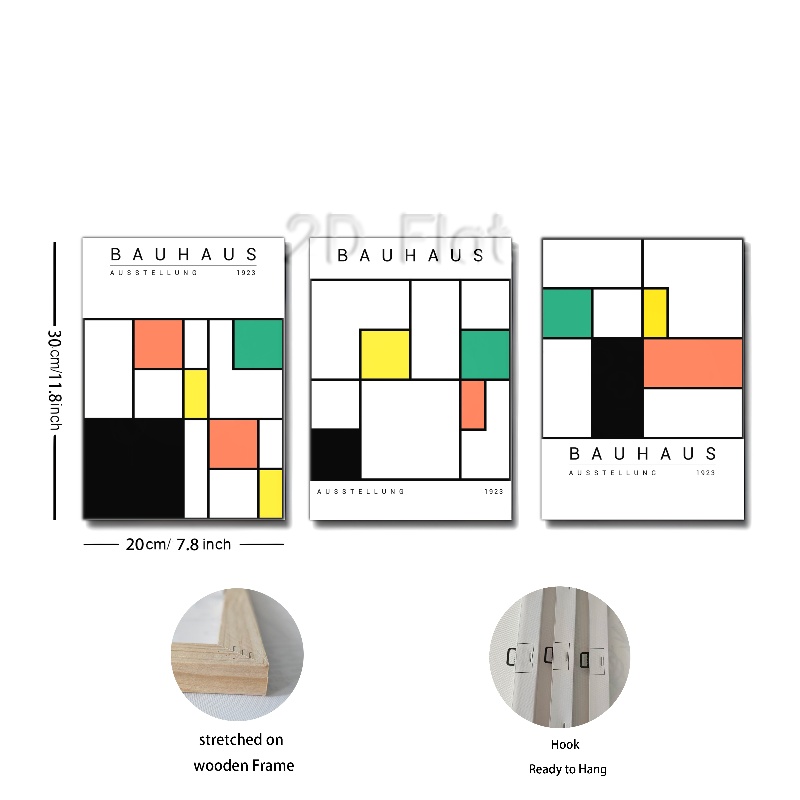 2D Flat
BAUHAUS
AUSSTELLUNG 1923
BAUHAUS
AUSSTELLUNG 1923
BAUHAUS
AUSSTELLUNG 1923
30cm/11.8inch
20cm/ 7.8 inch
stretched on
wooden Frame
Hook
Ready to Hang